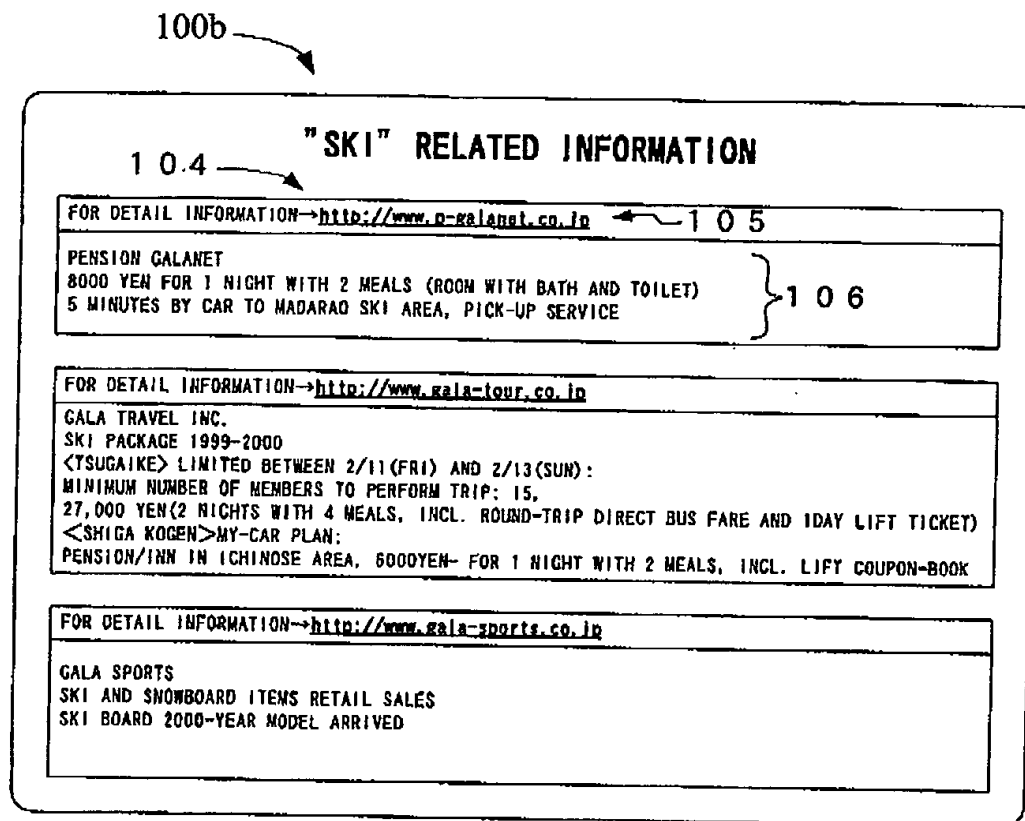 100b
"SKI" RELATED INFORMATION
104
FOR DETAIL INFORMATION→http://www.p-galanet.co.jp
105
PENSION GALANET
8000 YEN FOR 1 NIGHT WITH 2 MEALS (ROOM WITH BATH AND TOILET)
5 MINUTES BY CAR TO MADARAO SKI AREA, PICK-UP SERVICE
106
FOR DETAIL INFORMATION→http://www.gala-tour.co.jp
GALA TRAVEL INC.
SKI PACKAGE 1999-2000
<TSUGAIKE> LIMITED BETWEEN 2/11(FRI) AND 2/13(SUN):
MINIMUM NUMBER OF MEMBERS TO PERFORM TRIP: 15,
27,000 YEN(2 NIGHTS WITH 4 MEALS, INCL. ROUND-TRIP DIRECT BUS FARE AND 1DAY LIFT TICKET)
<SHIGA KOGEN>MY-CAR PLAN:
PENSION/INN IN ICHINOSE AREA, 6000YEN- FOR 1 NIGHT WITH 2 MEALS, INCL. LIFT COUPON-BOOK
FOR DETAIL INFORMATION→http://www.gala-sports.co.jp
GALA SPORTS
SKI AND SNOWBOARD ITEMS RETAIL SALES
SKI BOARD 2000-YEAR MODEL ARRIVED